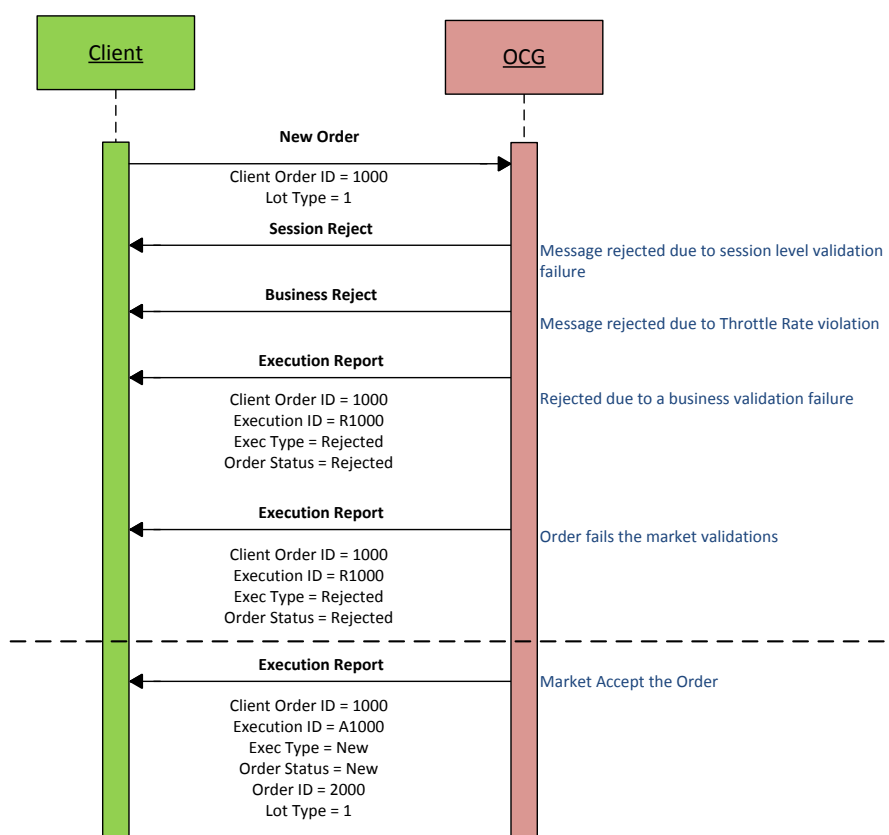 Client
OCG
New Order
Client Order ID = 1000
Lot Type = 1
Session Reject
Message rejected due to session level validation
failure
Business Reject
Message rejected due to Throttle Rate violation
Execution Report
Client Order ID = 1000
Execution ID = R1000
Exec Type = Rejected
Order Status = Rejected
Rejected due to a business validation failure
Execution Report
Order fails the market validations
Client Order ID = 1000
Execution ID = R1000
Exec Type = Rejected
Order Status = Rejected
Execution Report
Market Accept the Order
Client Order ID = 1000
Execution ID = A1000
Exec Type = New
Order Status = New
Order ID = 2000
Lot Type = 1